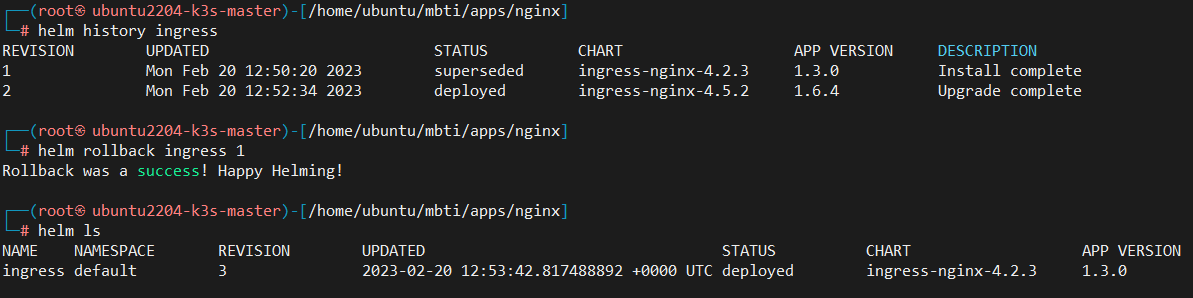 ┌──(root㉿ ubuntu2204-k3s-master)-[/home/ubuntu/mbti/apps/nginx]
└─# helm history ingress
REVISION UPDATED STATUS CHART APP VERSION DESCRIPTION
1 Mon Feb 20 12:50:20 2023 superseded ingress-nginx-4.2.3 1.3.0 Install complete
2 Mon Feb 20 12:52:34 2023 deployed ingress-nginx-4.5.2 1.6.4 Upgrade complete
┌──(root㉿ ubuntu2204-k3s-master)-[/home/ubuntu/mbti/apps/nginx]
└─# helm rollback ingress 1
Rollback was a success! Happy Helming!
┌──(root㉿ ubuntu2204-k3s-master)-[/home/ubuntu/mbti/apps/nginx]
└─# helm ls
NAME NAMESPACE REVISION UPDATED STATUS CHART APP VERSION
ingress default 3 2023-02-20 12:53:42.817488892 +0000 UTC deployed ingress-nginx-4.2.3 1.3.0